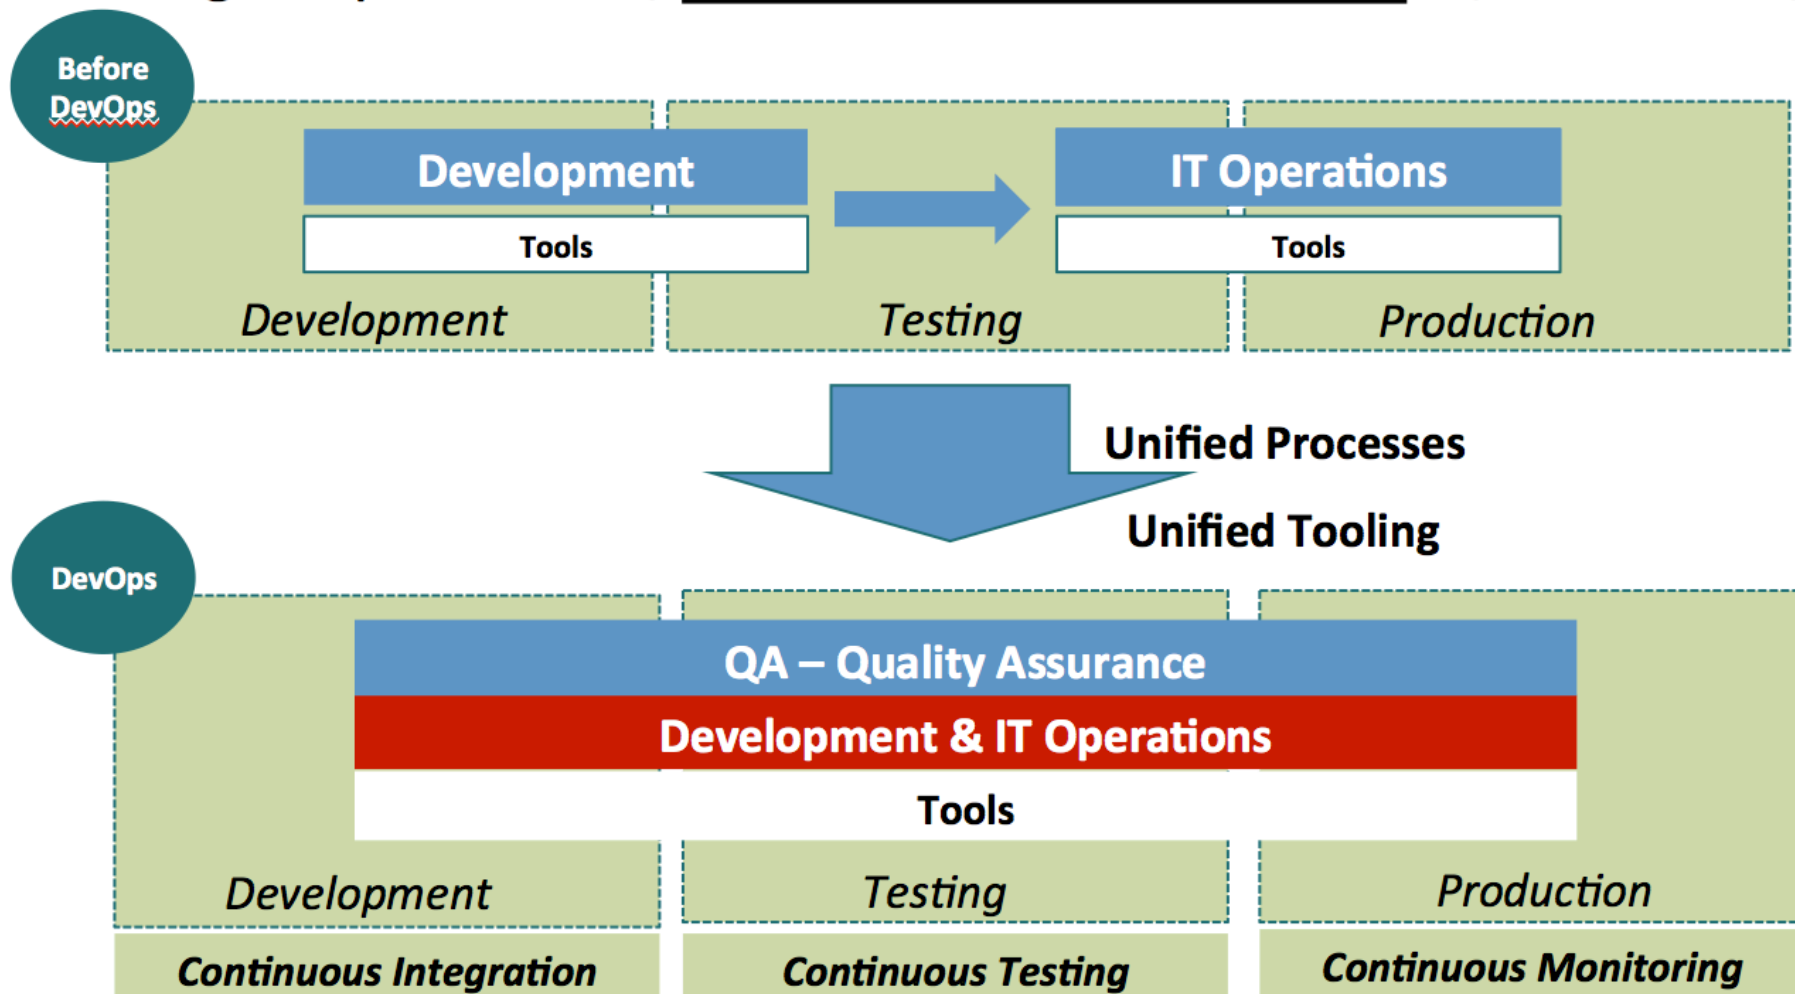 Before
DevOps
Development
IT Operations
Tools
Tools
Development
Testing
Production
Unified Processes
Unified Tooling
DevOps
QA – Quality Assurance
Development & IT Operations
Tools
Development
Testing
Production
Continuous Integration
Continuous Testing
Continuous Monitoring